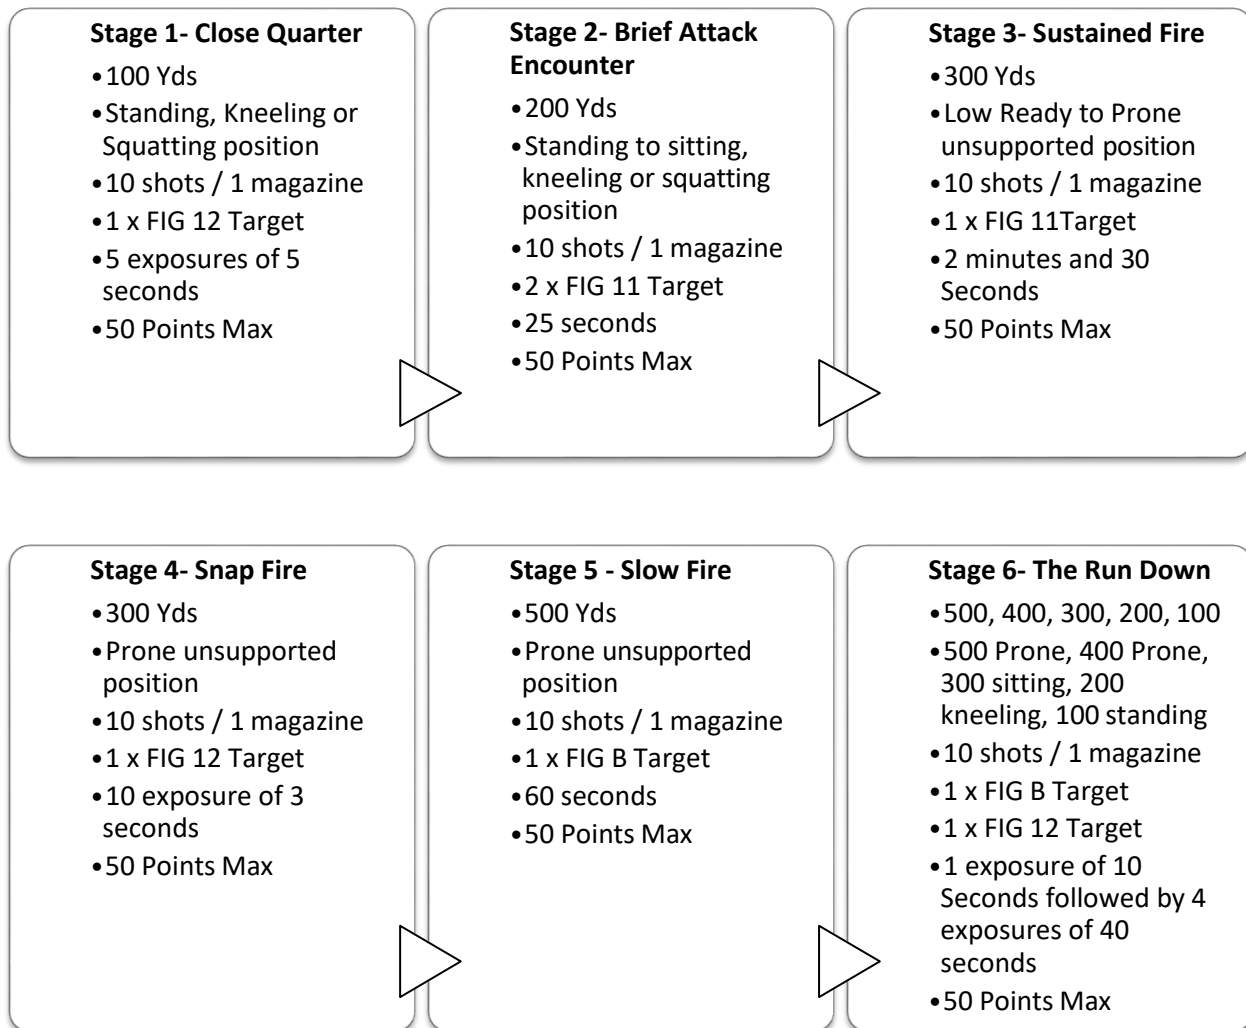 Stage 1- Close Quarter
•100 Yds
•Standing, Kneeling or
Squatting position
•10 shots / 1 magazine
•1 x FIG 12 Target
•5 exposures of 5
seconds
•50 Points Max
Stage 2- Brief Attack
Encounter
•200 Yds
•Standing to sitting,
kneeling or squatting
position
•10 shots / 1 magazine
•2 x FIG 11 Target
•25 seconds
•50 Points Max
Stage 3- Sustained Fire
•300 Yds
•Low Ready to Prone
unsupported position
•10 shots / 1 magazine
•1 x FIG 11Target
•2 minutes and 30
Seconds
•50 Points Max
Stage 4- Snap Fire
•300 Yds
•Prone unsupported
position
•10 shots / 1 magazine
•1 x FIG 12 Target
•10 exposure of 3
seconds
•50 Points Max
Stage 5 - Slow Fire
•500 Yds
•Prone unsupported
position
•10 shots / 1 magazine
•1 x FIG B Target
•60 seconds
•50 Points Max
Stage 6- The Run Down
•500, 400, 300, 200, 100
•500 Prone, 400 Prone,
300 sitting, 200
kneeling, 100 standing
•10 shots / 1 magazine
•1 x FIG B Target
•1 x FIG 12 Target
•1 exposure of 10
Seconds followed by 4
exposures of 40
seconds
•50 Points Max